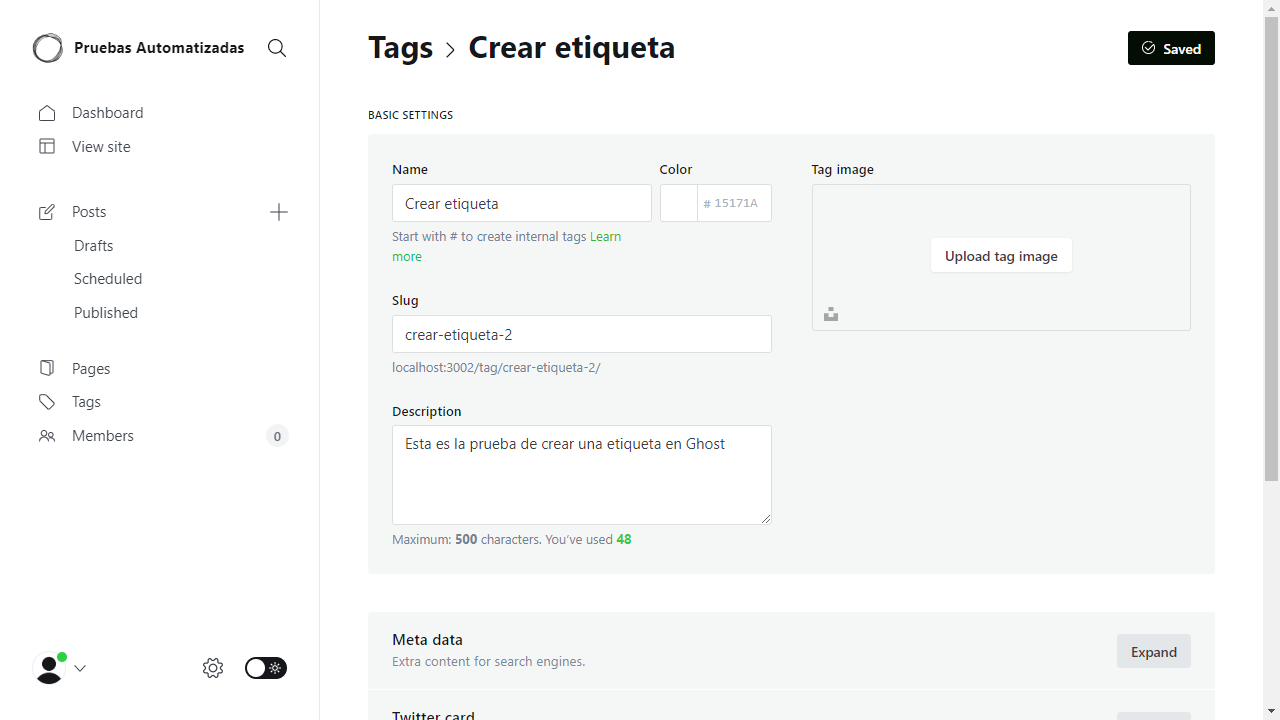 Pruebas Automatizadas
Dashboard
View site
Posts
Drafts
Scheduled
Published
Pages
Tags
Members
0
Tags > Crear etiqueta
Saved
BASIC SETTINGS
Name
Crear etiqueta
Start with # to create internal tags Learn
more
Color
# 15171A
Slug
crear-etiqueta-2
localhost:3002/tag/crear-etiqueta-2/
Description
Esta es la prueba de crear una etiqueta en Ghost
Maximum: 500 characters. You’ve used 48
Tag image
Upload tag image
Meta data
Extra content for search engines.
Expand
Twitter card